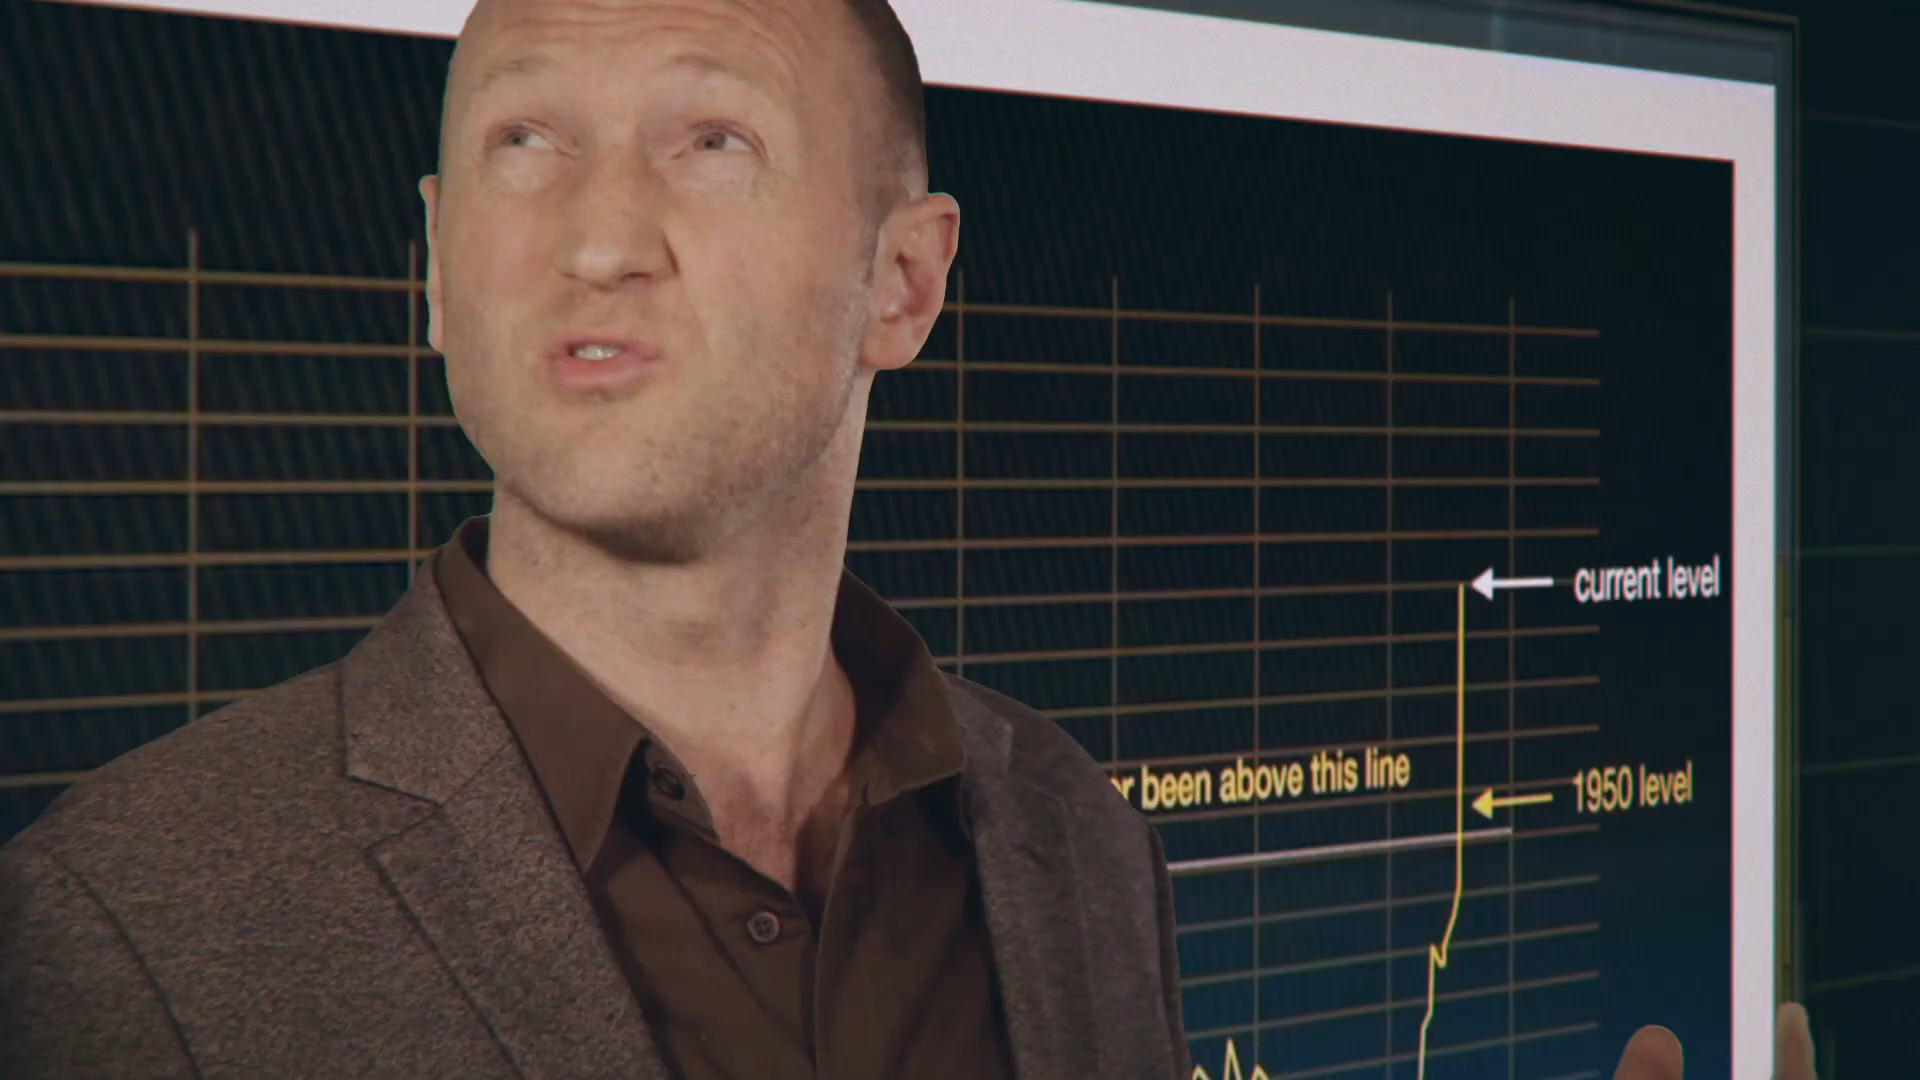 current level
been above this line
1950 level